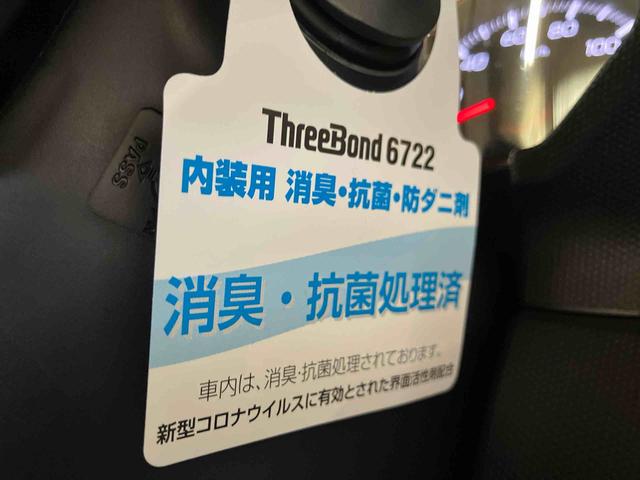 ThreeBond 6722
内装用 消臭・抗菌・防ダニ剤
消臭・抗菌処理済
車内は、消臭・抗菌処理されております。
新型コロナウイルスに有効とされた界面活性剤配合
80
100
PASS